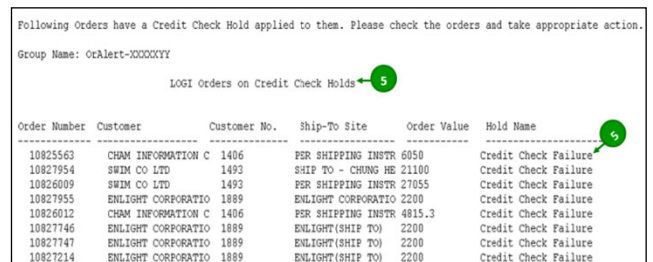 Following Orders have a Credit Check Hold applied to them. Please check the orders and take appropriate action.
Group Name: OrAlert-XXXXXYY
LOGI Orders on Credit Check Holds 5
Order Number Customer Customer No. Ship-To Site Order Value Hold Name
5
10825563 CHAM INFORMATION C 1406 PER SHIPPING INSTR 6050 Credit Check Failure
10827954 SWIM CO LTD 1493 SHIP TO - CHUNG HE 21100 Credit Check Failure
10826009 SWIM CO LTD 1493 PER SHIPPING INSTR 27055 Credit Check Failure
10827955 ENLIGHT CORPORATIO 1889 ENLIGHT CORPORATIO 2200 Credit Check Failure
10826012 CHAM INFORMATION C 1406 PER SHIPPING INSTR 4815.3 Credit Check Failure
10827746 ENLIGHT CORPORATIO 1889 ENLIGHT(SHIP TO) 2200 Credit Check Failure
10827747 ENLIGHT CORPORATIO 1889 ENLIGHT(SHIP TO) 2200 Credit Check Failure
10827214 ENLIGHT CORPORATIO 1889 ENLIGHT(SHIP TO) 2200 Credit Check Failure